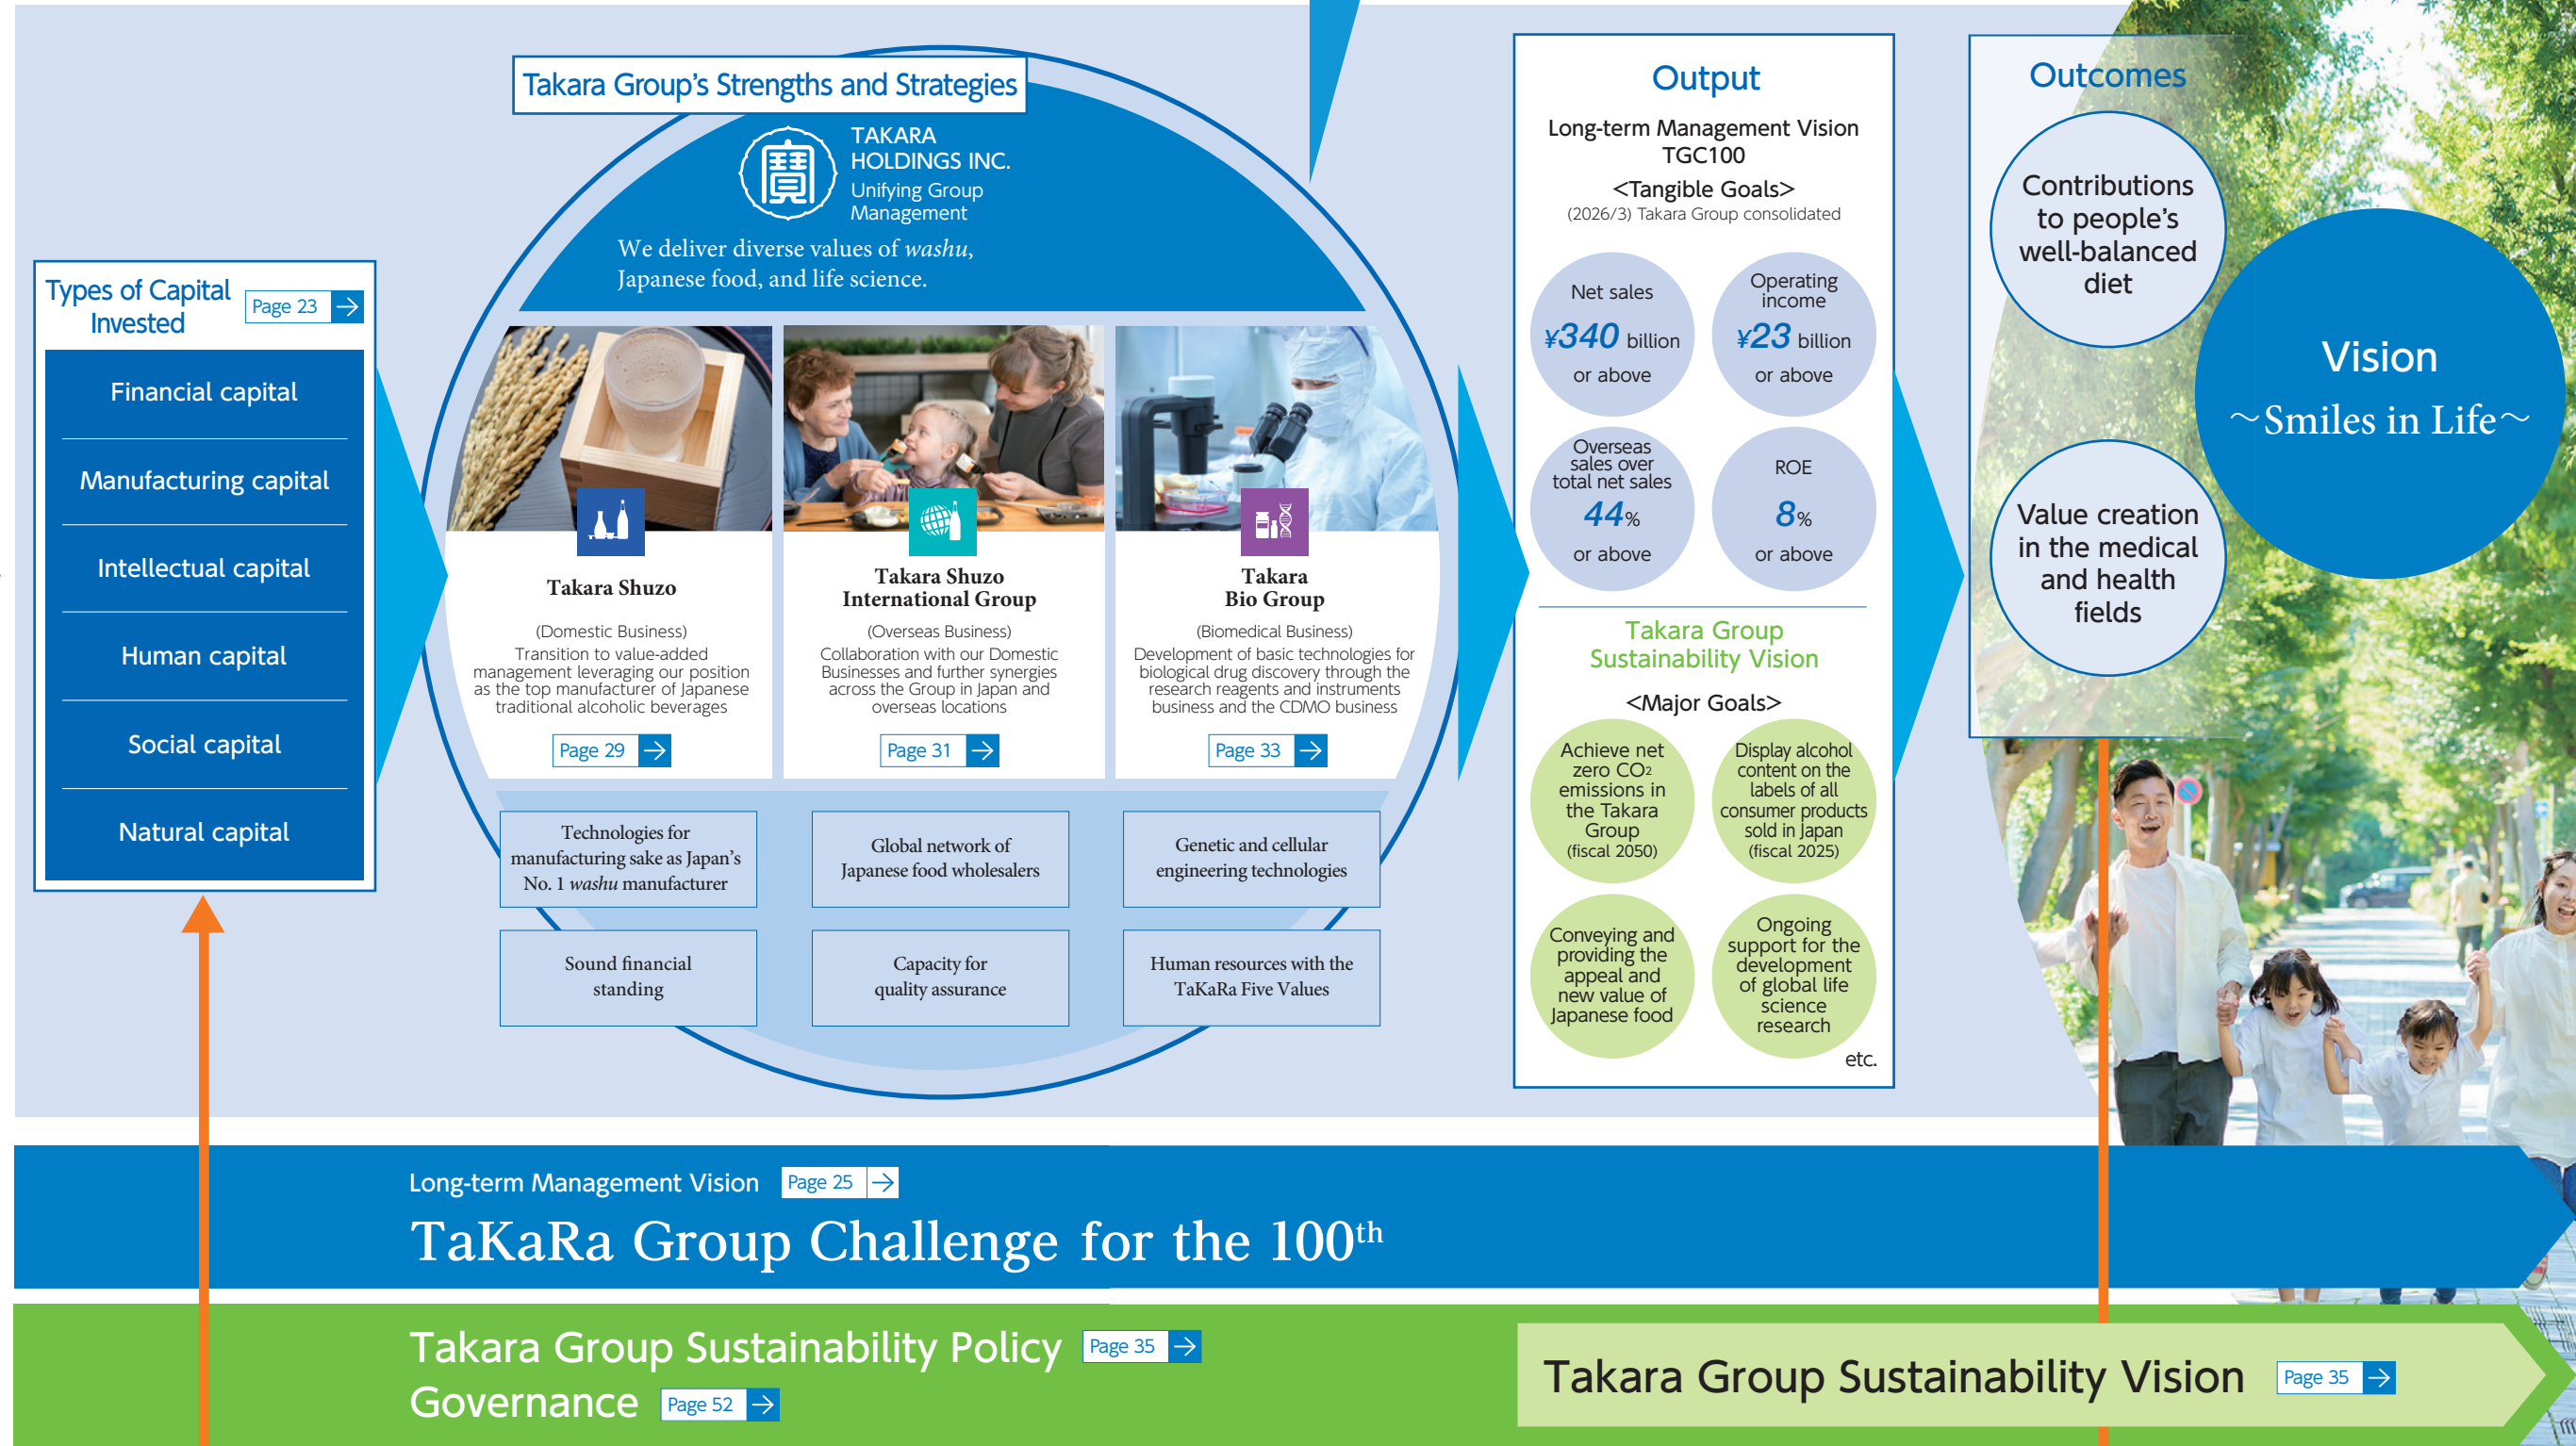 Types of Capital
Invested
Page 23
Financial capital
Manufacturing capital
Intellectual capital
Human capital
Social capital
Natural capital
Takara Group's Strengths and Strategies
寳
TAKARA
HOLDINGS INC.
Unifying Group
Management
We deliver diverse values of washu,
Japanese food, and life science.
Takara Shuzo
(Domestic Business)
Transition to value-added
management leveraging our position
as the top manufacturer of Japanese
traditional alcoholic beverages
Page 29
Takara Shuzo
International Group
(Overseas Business)
Collaboration with our Domestic
Businesses and further synergies
across the Group in Japan and
overseas locations
Page 31
Takara
Bio Group
(Biomedical Business)
Development of basic technologies for
biological drug discovery through the
research reagents and instruments
business and the CDMO business
Page 33
Technologies for
manufacturing sake as Japan's
No. 1 washu manufacturer
Global network of
Japanese food wholesalers
Genetic and cellular
engineering technologies
Sound financial
standing
Capacity for
quality assurance
Human resources with the
TaKaRa Five Values
Output
Long-term Management Vision
TGC100
<Tangible Goals>
(2026/3) Takara Group consolidated
Net sales
¥340 billion
or above
Operating
income
¥23 billion
or above
Overseas
sales over
total net sales
44%
or above
ROE
8%
or above
Takara Group
Sustainability Vision
<Major Goals>
Achieve net
zero CO2
emissions in
the Takara
Group
(fiscal 2050)
Display alcohol
content on the
labels of all
consumer products
sold in Japan
(fiscal 2025)
Conveying and
providing the
appeal and
new value of
Japanese food
Ongoing
support for the
development
of global life
science
research
etc.
Outcomes
Contributions
to people's
well-balanced
diet
Value creation
in the medical
and health
fields
Vision
～Smiles in Life～
Long-term Management Vision Page 25
TaKaRa Group Challenge for the 100th
Takara Group Sustainability Policy Page 35
Governance Page 52
Takara Group Sustainability Vision Page 35